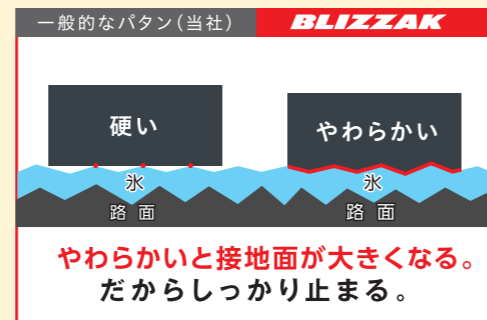 一般的なパタン(当社)
BLIZZAK
硬い
やわらかい
氷
氷
路面
路面
やわらかいと接地面が大きくなる。
だからしっかり止まる。